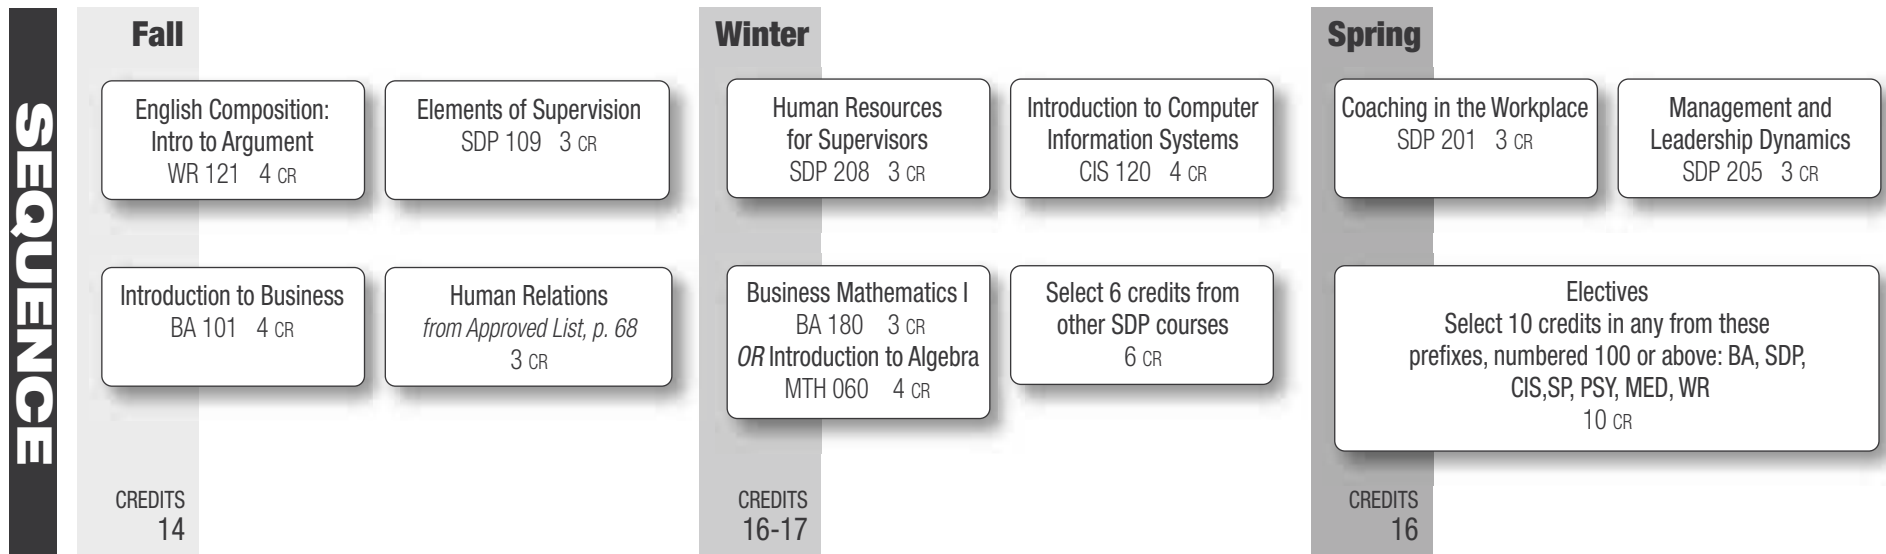 SEQUENCE
Fall
English Composition:
Intro to Argument
WR 121 4 CR
Elements of Supervision
SDP 109 3 CR
Introduction to Business
BA 101 4 CR
Human Relations
from Approved List, p. 68
3 CR
CREDITS
14
Winter
Human Resources
for Supervisors
SDP 208 3 CR
Introduction to Computer
Information Systems
CIS 120 4 CR
Business Mathematics I
BA 180 3 CR
OR Introduction to Algebra
MTH 060 4 CR
Select 6 credits from
other SDP courses
6 CR
CREDITS
16-17
Spring
Coaching in the Workplace
SDP 201 3 CR
Management and
Leadership Dynamics
SDP 205 3 CR
Electives
Select 10 credits in any from these
prefixes, numbered 100 or above: BA, SDP,
CIS,SP, PSY, MED, WR
10 CR
CREDITS
16